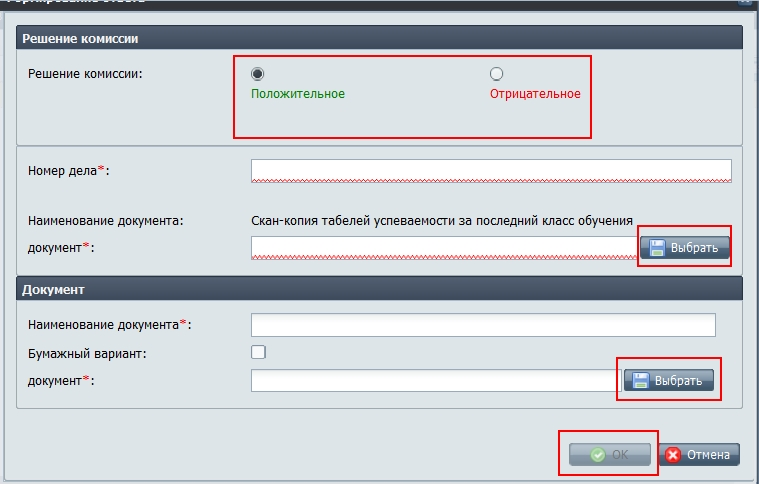 Решение комиссии
Решение комиссии:
Положительное Отрицательное
Номер дела*:
Наименование документа: Скан-копия табелей успеваемости за последний класс обучения
документ*: Выбрать
Документ
Наименование документа*:
Бумажный вариант:
документ*: Выбрать
OK Отмена